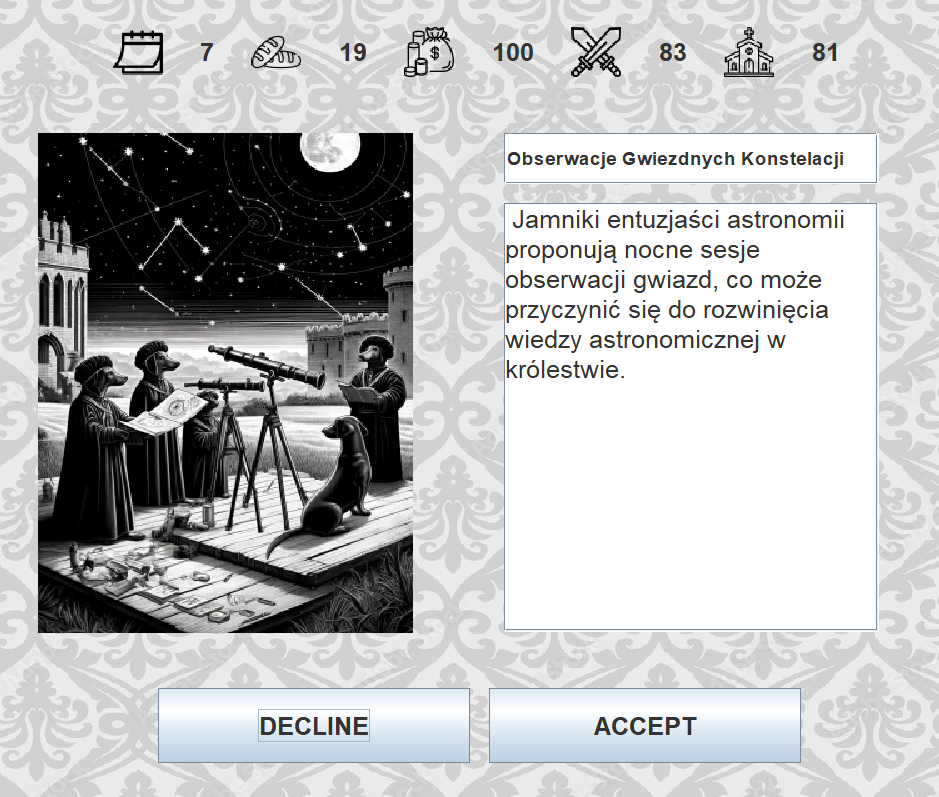 7 19 $ 100 83 81
Obserwacje Gwiezdnych Konstelacji
Jamniki entuzjaści astronomii
proponują nocne sesje
obserwacji gwiazd, co może
przyczynić się do rozwinięcia
wiedzy astronomicznej w
królestwie.
DECLINE ACCEPT